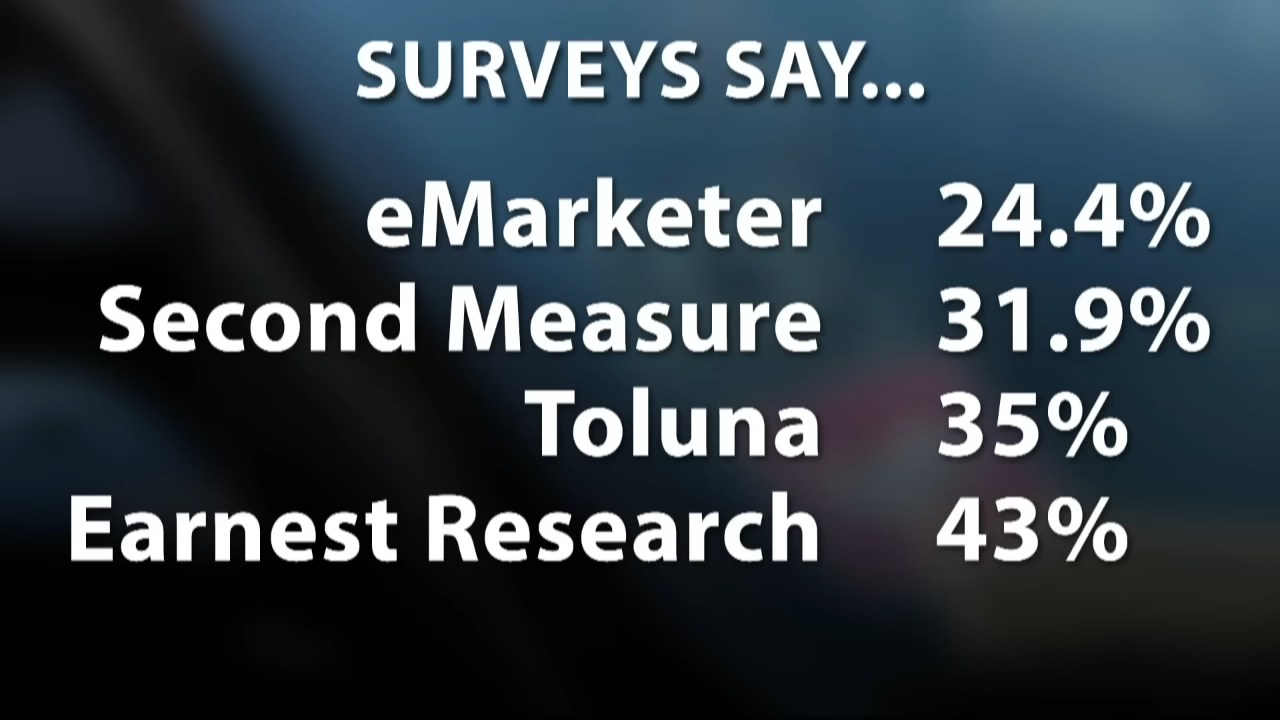 SURVEYS SAY...
eMarketer 24.4%
Second Measure 31.9%
Toluna 35%
Earnest Research 43%